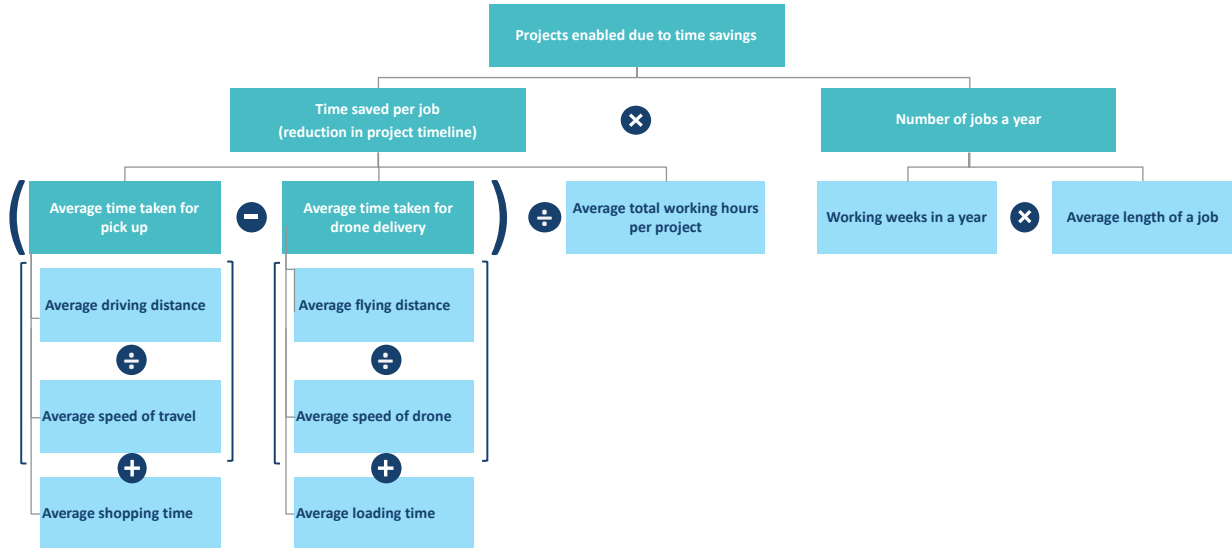 Projects enabled due to time savings
Time saved per job
(reduction in project timeline)
×
Number of jobs a year
(
Average time taken for
pick up
−
Average time taken for
drone delivery
)
÷
Average total working hours
per project
Working weeks in a year
×
Average length of a job
[
Average driving distance
÷
Average speed of travel
]
+
Average shopping time
[
Average flying distance
÷
Average speed of drone
]
+
Average loading time